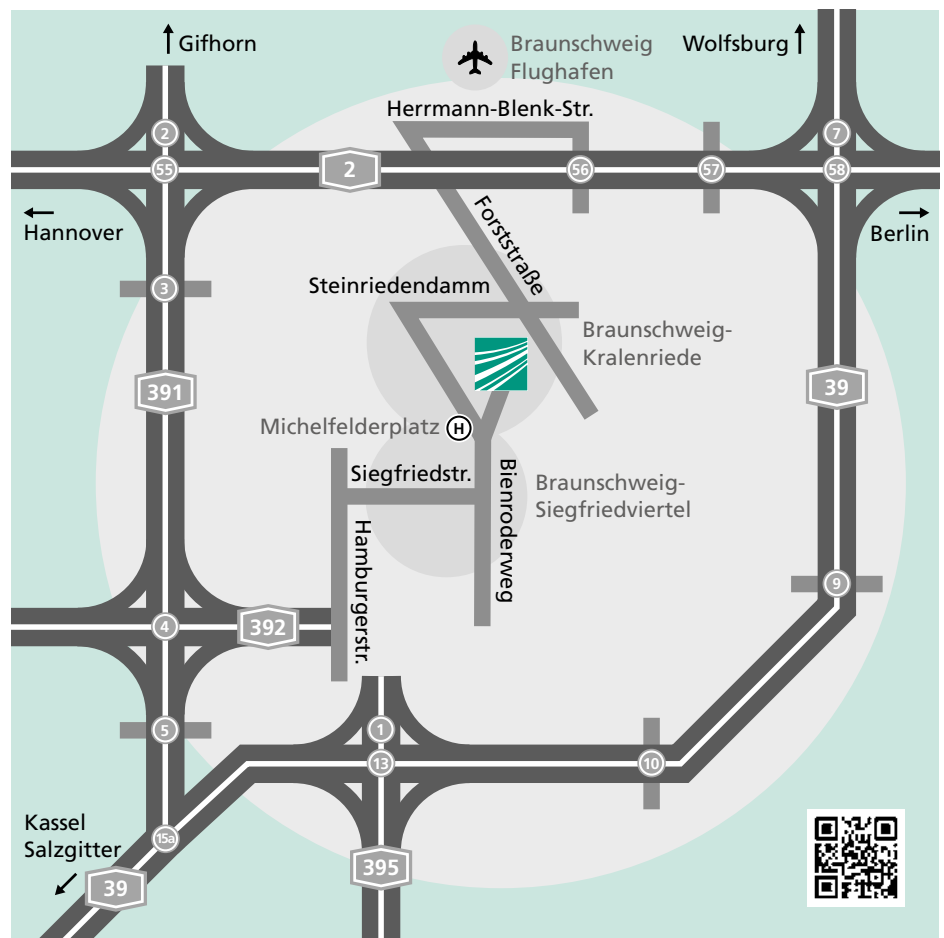 Gifhorn
Braunschweig
Flughafen
Wolfsburg
Herrmann-Blenk-Str.
2
7
55
2
56
57
58
Hannover
Berlin
Forststraße
Steinriedendamm
3
Braunschweig-
Kralenriede
391
39
Michelfelderplatz
H
Siegfriedstr.
Bienroderweg
Braunschweig-
Siegfriedviertel
Hamburgerstr.
9
4
392
5
1
13
10
Kassel
Salzgitter
15a
39
395